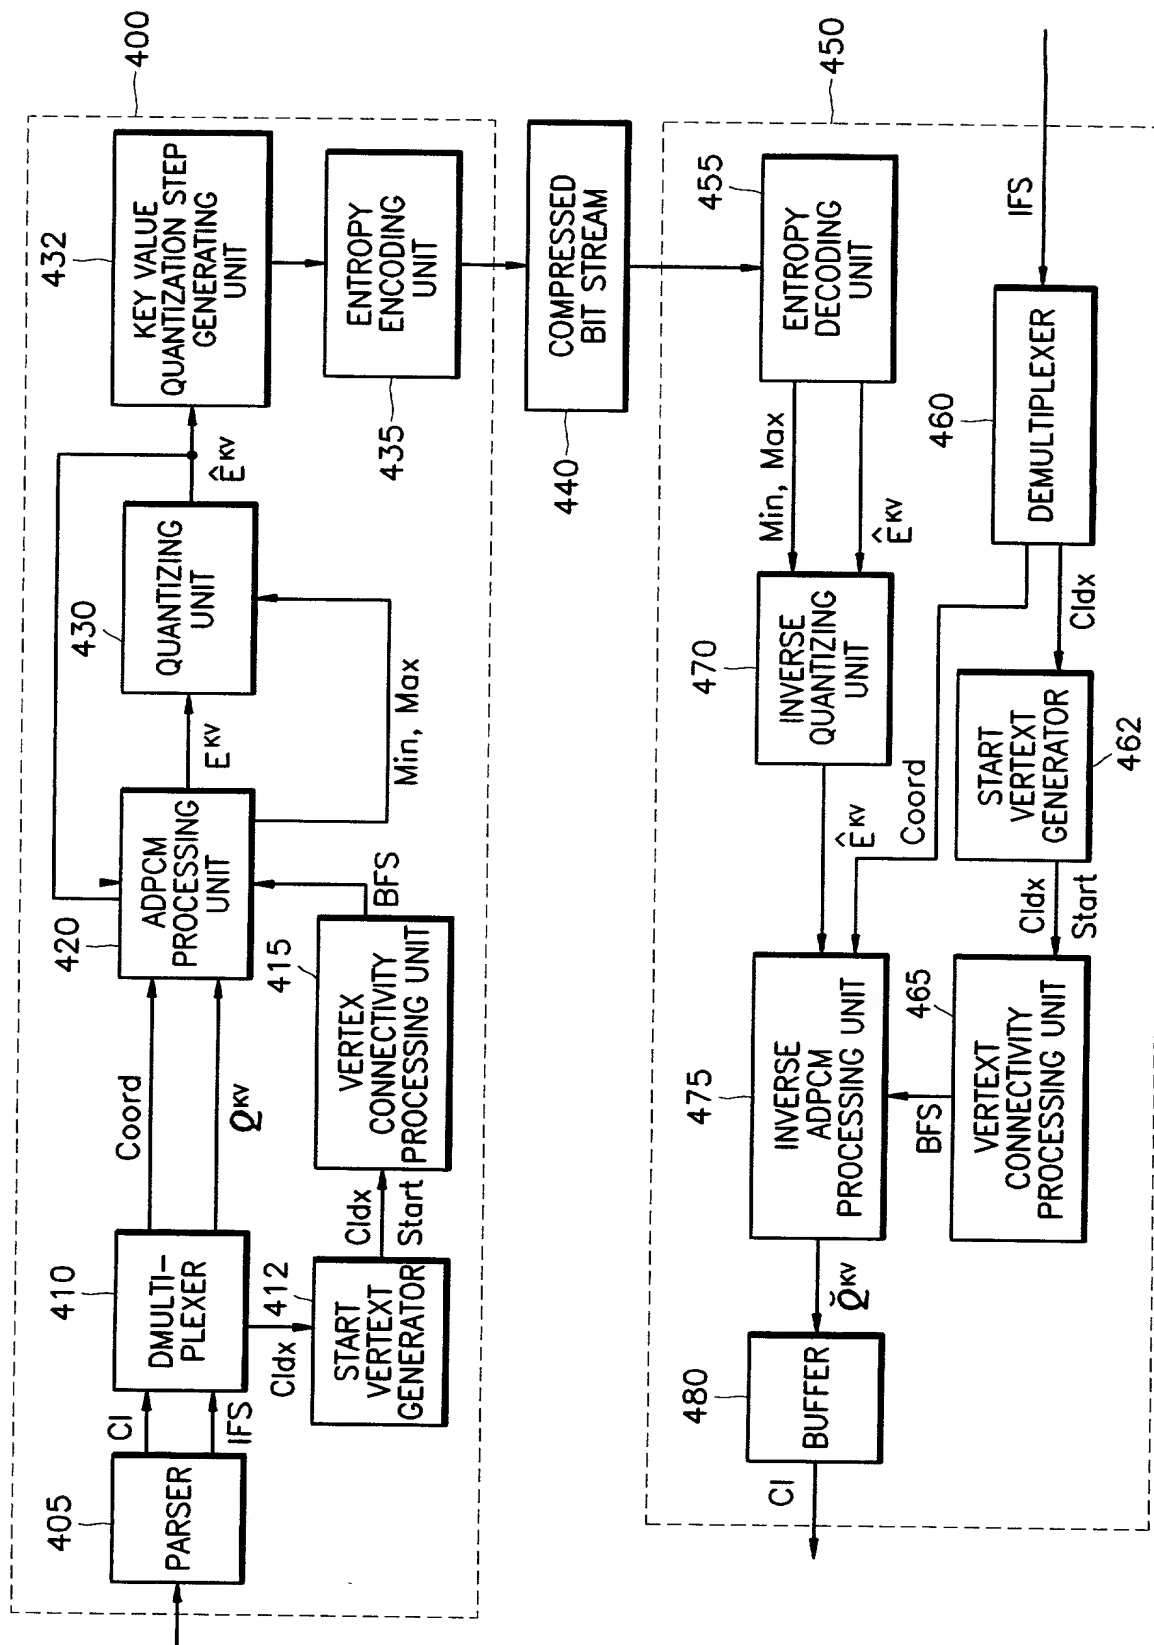 400
405
PARSER
CI
IFS
410
DMULTI-
PLEXER
Coord
Q^KV
CIdx
412
START
VERTEXT
GENERATOR
CIdx
Start
415
VERTEX
CONNECTIVITY
PROCESSING UNIT
BFS
420
ADPCM
PROCESSING
UNIT
E^KV
Min, Max
430
QUANTIZING
UNIT
Ê^KV
432
KEY VALUE
QUANTIZATION STEP
GENERATING
UNIT
ENTROPY
ENCODING
UNIT
435
COMPRESSED
BIT STREAM
440
450
455
ENTROPY
DECODING
UNIT
Min, Max
Ê^KV
IFS
460
DEMULTIPLEXER
CIdx
Coord
470
INVERSE
QUANTIZING
UNIT
Ê^KV
START
VERTEXT
GENERATOR
462
CIdx
Start
465
VERTEXT
CONNECTIVITY
PROCESSING UNIT
BFS
475
INVERSE
ADPCM
PROCESSING UNIT
Q̆^KV
480
BUFFER
CI